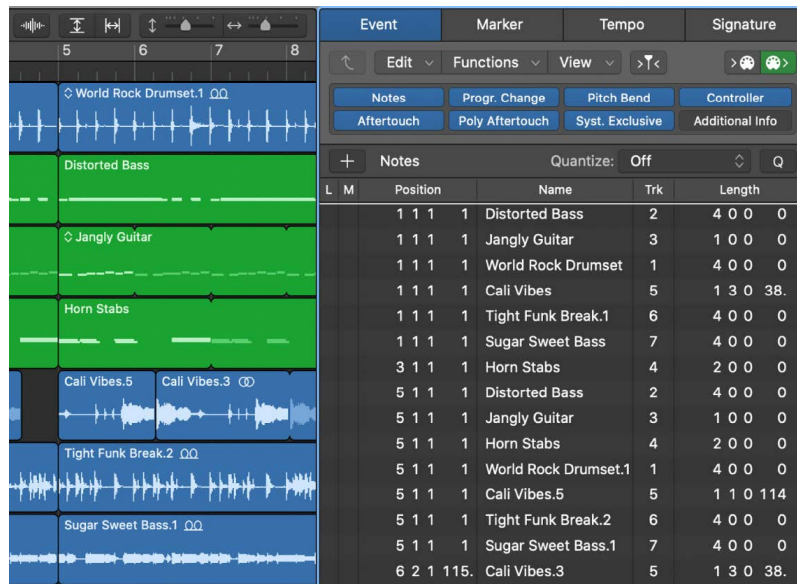 Event Marker Tempo Signature
Edit Functions View
5 6 7 8
Notes Progr. Change Pitch Bend Controller
Aftertouch Poly Aftertouch Syst. Exclusive Additional Info
World Rock Drumset.1
Distorted Bass
Jangly Guitar
Horn Stabs
Cali Vibes.5 Cali Vibes.3
Tight Funk Break.2
Sugar Sweet Bass.1
+ Notes Quantize: Off Q
L M Position Name Trk Length
1 1 1 1 Distorted Bass 2 4 0 0 0
1 1 1 1 Jangly Guitar 3 1 0 0 0
1 1 1 1 World Rock Drumset 1 4 0 0 0
1 1 1 1 Cali Vibes 5 1 3 0 38.
1 1 1 1 Tight Funk Break.1 6 4 0 0 0
1 1 1 1 Sugar Sweet Bass 7 4 0 0 0
3 1 1 1 Horn Stabs 4 2 0 0 0
5 1 1 1 Distorted Bass 2 4 0 0 0
5 1 1 1 Jangly Guitar 3 1 0 0 0
5 1 1 1 Horn Stabs 4 2 0 0 0
5 1 1 1 World Rock Drumset.1 1 4 0 0 0
5 1 1 1 Cali Vibes.5 5 1 1 0 114
5 1 1 1 Tight Funk Break.2 6 4 0 0 0
5 1 1 1 Sugar Sweet Bass.1 7 4 0 0 0
6 2 1 115. Cali Vibes.3 5 1 3 0 38.